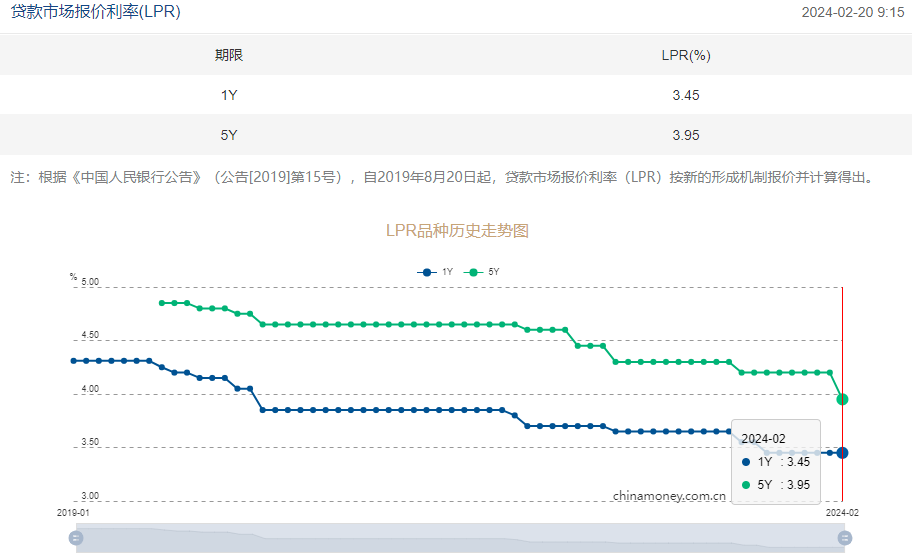 贷款市场报价利率(LPR)
2024-02-20 9:15
期限 LPR(%)
1Y 3.45
5Y 3.95
注：根据《中国人民银行公告》（公告[2019]第15号），自2019年8月20日起，贷款市场报价利率（LPR）按新的形成机制报价并计算得出。
LPR品种历史走势图
1Y 5Y
%
5.00
4.50
4.00
3.50
3.00
2024-02
1Y : 3.45
5Y : 3.95
chinamoney.com.cn
2019-01 2024-02